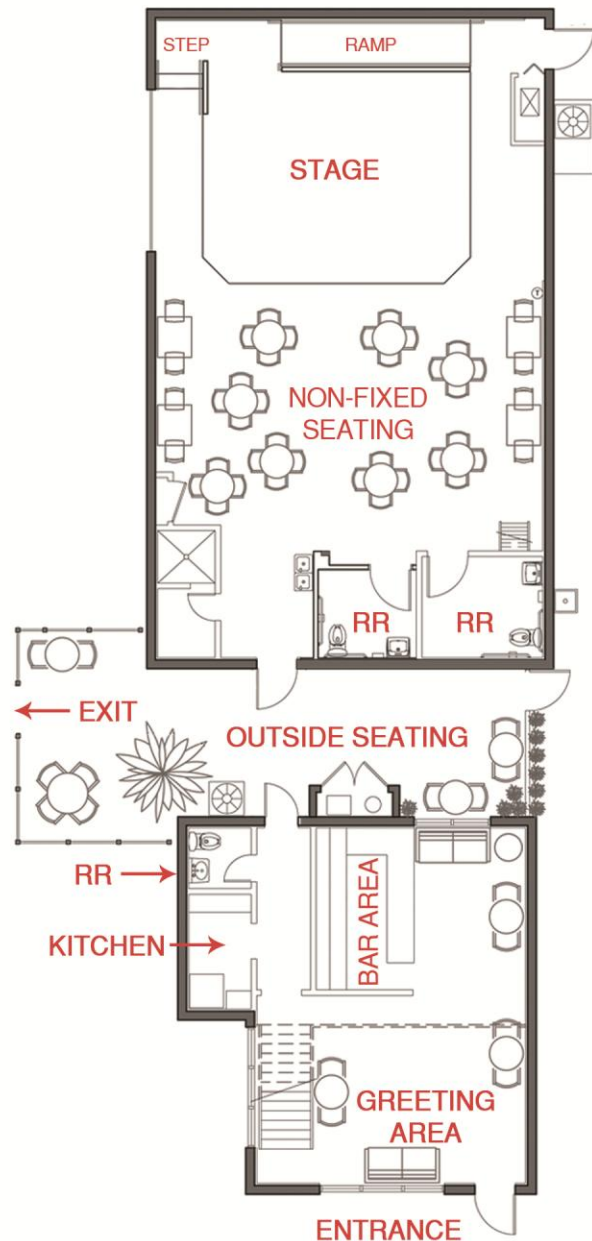 STEP
RAMP
STAGE
NON-FIXED
SEATING
RR
RR
EXIT
OUTSIDE SEATING
RR
KITCHEN
BAR AREA
GREETING
AREA
ENTRANCE